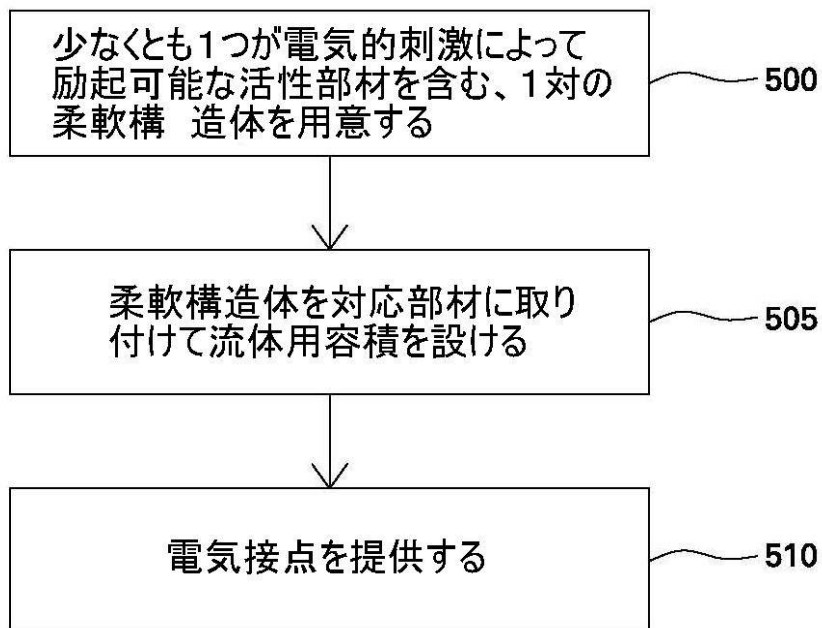 少なくとも１つが電気的刺激によって
励起可能な活性部材を含む、１対の
柔軟構　造体を用意する
500
柔軟構造体を対応部材に取り
付けて流体用容積を設ける
505
電気接点を提供する
510